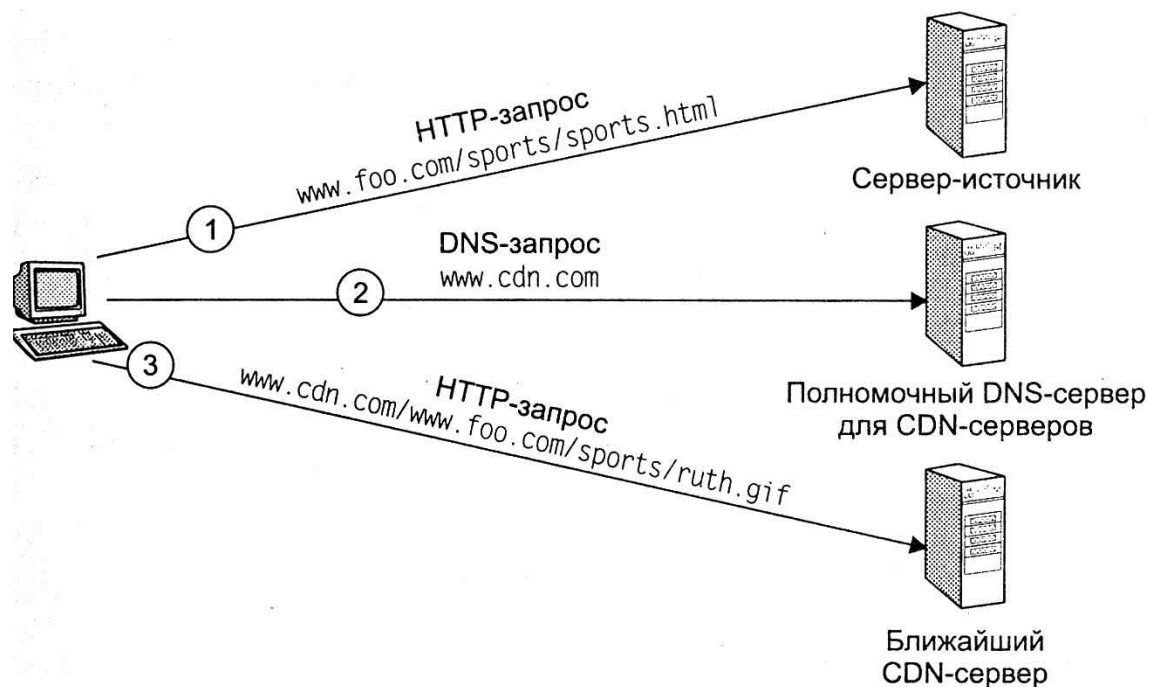 HTTP-запрос
www.foo.com/sports/sports.html
1
Сервер-источник
DNS-запрос
www.cdn.com
2
Полномочный DNS-сервер
для CDN-серверов
3
HTTP-запрос
www.cdn.com/www.foo.com/sports/ruth.gif
Ближайший
CDN-сервер